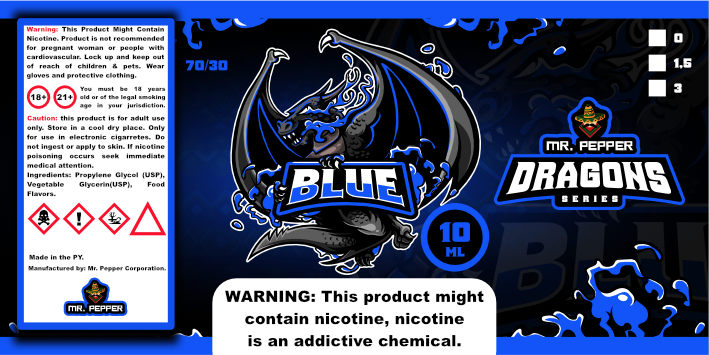 Warning: This Product Might Contain
Nicotine. Product is not recommended
for pregnant woman or people with
cardiovascular. Lock up and keep out
of reach of children & pets. Wear
gloves and protective clothing.
18+ 21+
You must be 18 years
old or of the legal smoking
age in your jurisdiction.
Caution: this product is for adult use
only. Store in a cool dry place. Only
for use in electronic cigarretes. Do
not ingest or apply to skin. If nicotine
poisoning occurs seek immediate
medical attention.
Ingredients: Propylene Glycol (USP),
Vegetable Glycerin(USP), Food
Flavors.
Made in the PY.
Manufactured by: Mr. Pepper Corporation.
MR. PEPPER
70/30
BLUE
10
ML
WARNING: This product might
contain nicotine, nicotine
is an addictive chemical.
0
1.5
3
MR. PEPPER
DRAGONS
SERIES
BLU